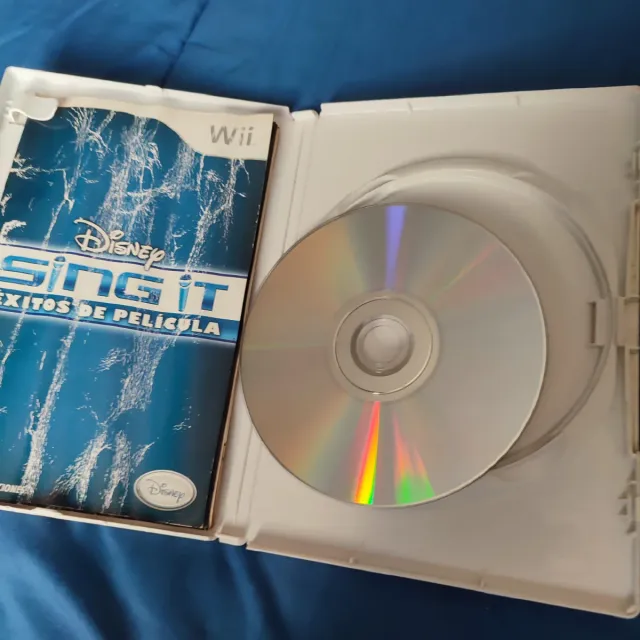 Wii
Disney
Sing iT
ÉXITOS DE PELÍCULA
Disney